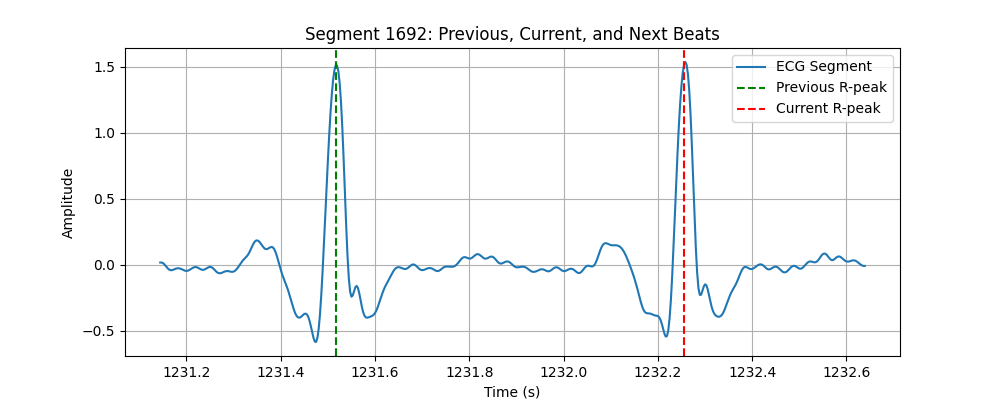 Segment 1692: Previous, Current, and Next Beats
ECG Segment
Previous R-peak
Current R-peak
1.5
1.0
0.5
0.0
−0.5
Amplitude
1231.2 1231.4 1231.6 1231.8 1232.0 1232.2 1232.4 1232.6
Time (s)